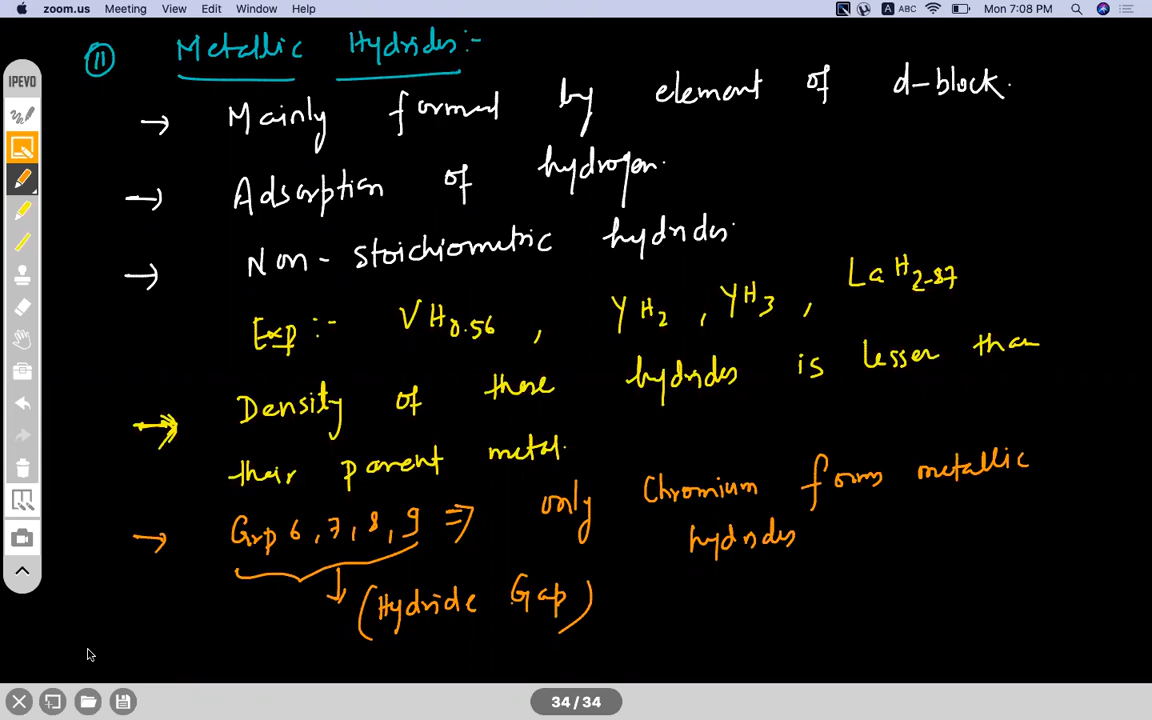 zoom.us Meeting View Edit Window Help
ABC Mon 7:08 PM
IPEVO
11 Metallic Hydrides:-
→ Mainly formed by element of d-block.
→ Adsorption of hydrogen.
→ Non-stoichiometric hydrides.
Exp :- VH0.56, YH2, YH3, LaH2.87
→ Density of these hydrides is lesser than
their parent metal.
→ Grp 6, 7, 8, 9 ⇒ only Chromium forms metallic
hydrides
↓ (Hydride Gap)
34 / 34